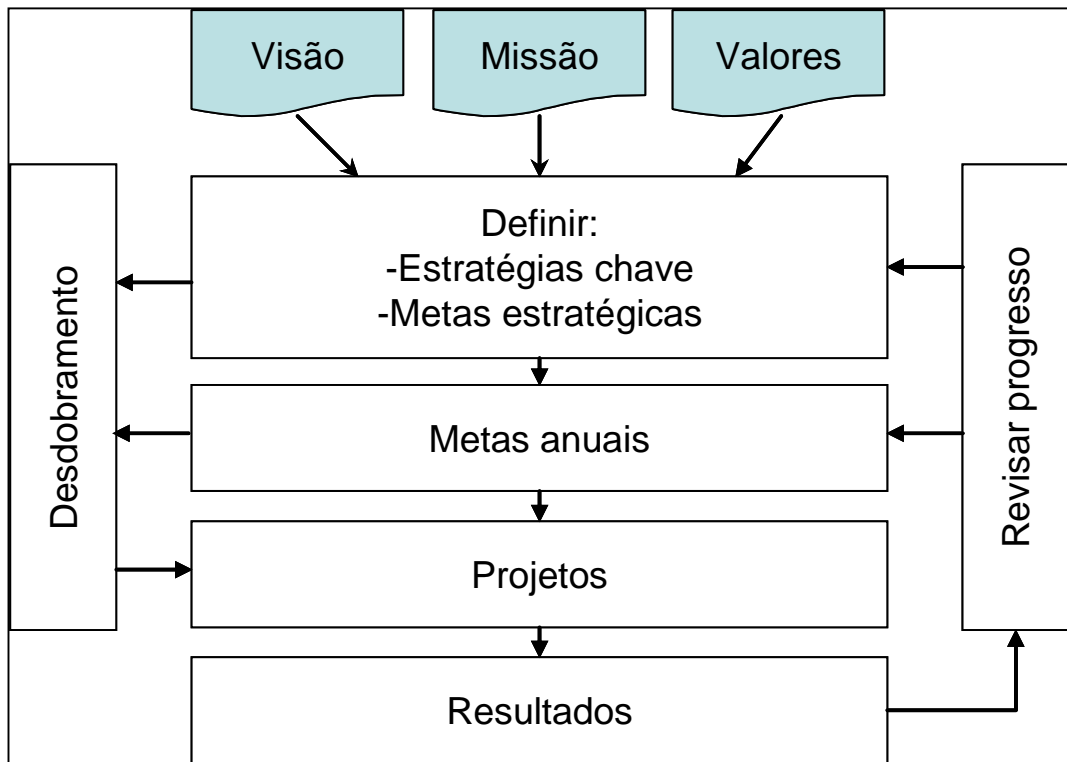 Visão
Missão
Valores
Definir:
-Estratégias chave
-Metas estratégicas
Desdobramento
Revisar progresso
Metas anuais
Projetos
Resultados